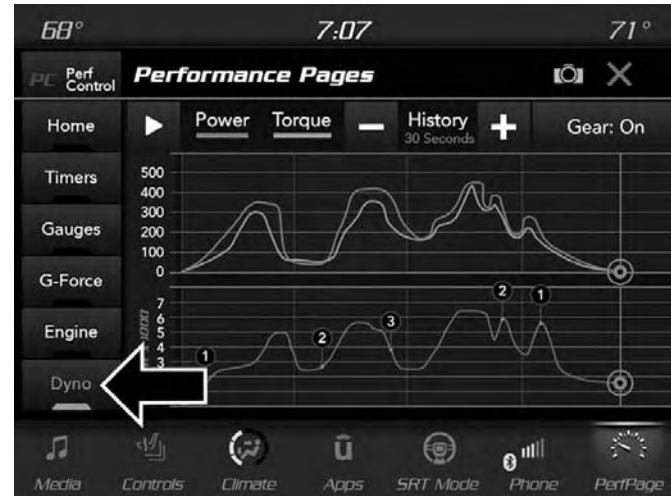 68° 7:07 71°
PC Perf Control Performance Pages
Home Power Torque History 30 Seconds Gear: On
Timers
Gauges
G-Force
Engine
Dyno
500
400
300
200
100
0
7
6
5
4
3
1 2 3 2 1
Media Controls Climate Apps SRT Mode Phone PerfPage